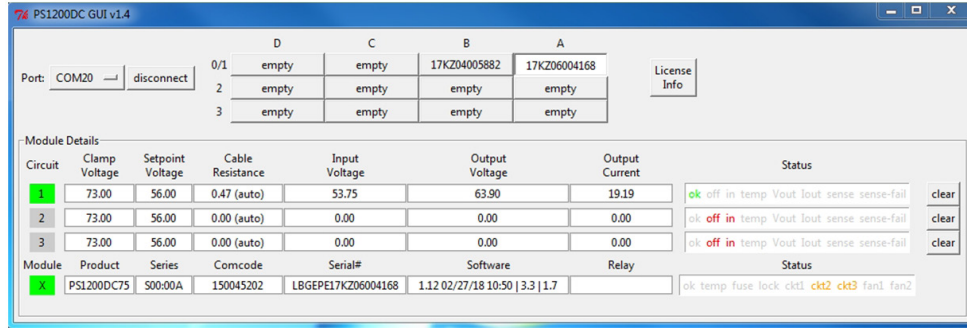 PS1200DC GUI v1.4
D C B A
Port: COM20 disconnect 0/1 empty empty 17KZ04005882 17KZ06004168 License Info
2 empty empty empty empty
3 empty empty empty empty
Module Details
Circuit Clamp Voltage Setpoint Voltage Cable Resistance Input Voltage Output Voltage Output Current Status
1 73.00 56.00 0.47 (auto) 53.75 63.90 19.19 ok off in temp Vout Iout sense sense-fail clear
2 73.00 56.00 0.00 (auto) 0.00 0.00 0.00 ok off in temp Vout Iout sense sense-fail clear
3 73.00 56.00 0.00 (auto) 0.00 0.00 0.00 ok off in temp Vout Iout sense sense-fail clear
Module Product Series Comcode Serial# Software Relay Status
X PS1200DC75 S00:00A 150045202 LBGEPE17KZ06004168 1.12 02/27/18 10:50 | 3.3 | 1.7 ok temp fuse lock ckt1 ckt2 ckt3 fan1 fan2